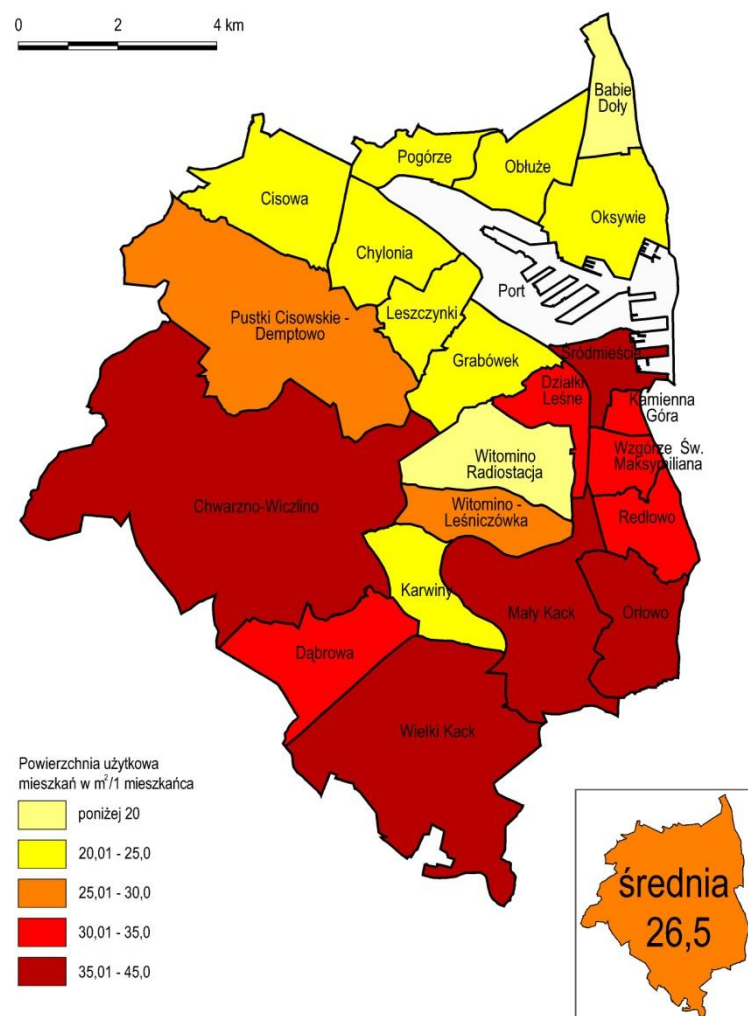 0 2 4 km
Babie
Doły
Pogórze
Obłuże
Cisowa
Oksywie
Chylonia
Port
Leszczynki
Pustki Cisowskie -
Demptowo
Grabówek
Śródmieście
Działki
Leśne
Kamienna
Góra
Witomino
Radiostacja
Wzgórze Św.
Maksymiliana
Chwarzno-Wiczlino
Witomino -
Leśniczówka
Redłowo
Karwiny
Mały Kack
Orłowo
Dąbrowa
Wielki Kack
Powierzchnia użytkowa
mieszkań w m²/1 mieszkańca
poniżej 20
20,01 - 25,0
25,01 - 30,0
30,01 - 35,0
35,01 - 45,0
średnia
26,5